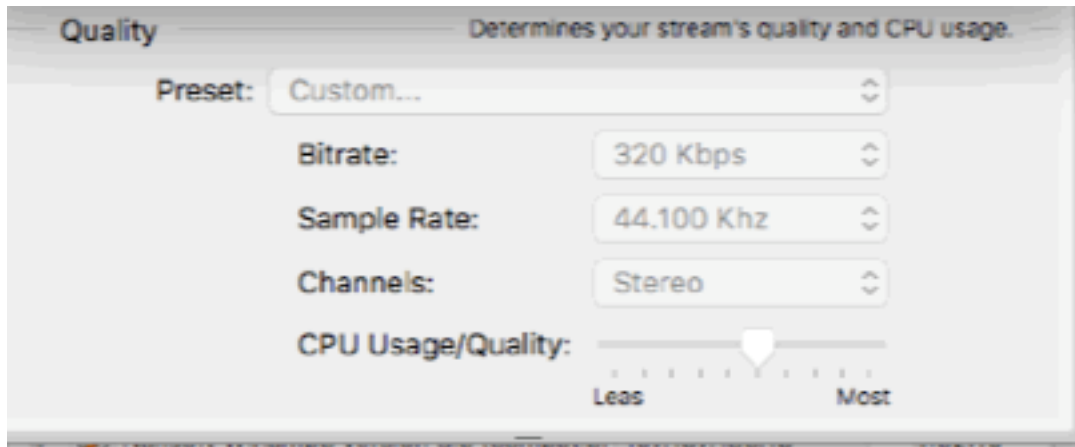 Quality Determines your stream's quality and CPU usage.
Preset: Custom...
Bitrate: 320 Kbps
Sample Rate: 44.100 Khz
Channels: Stereo
CPU Usage/Quality:
Leas Most